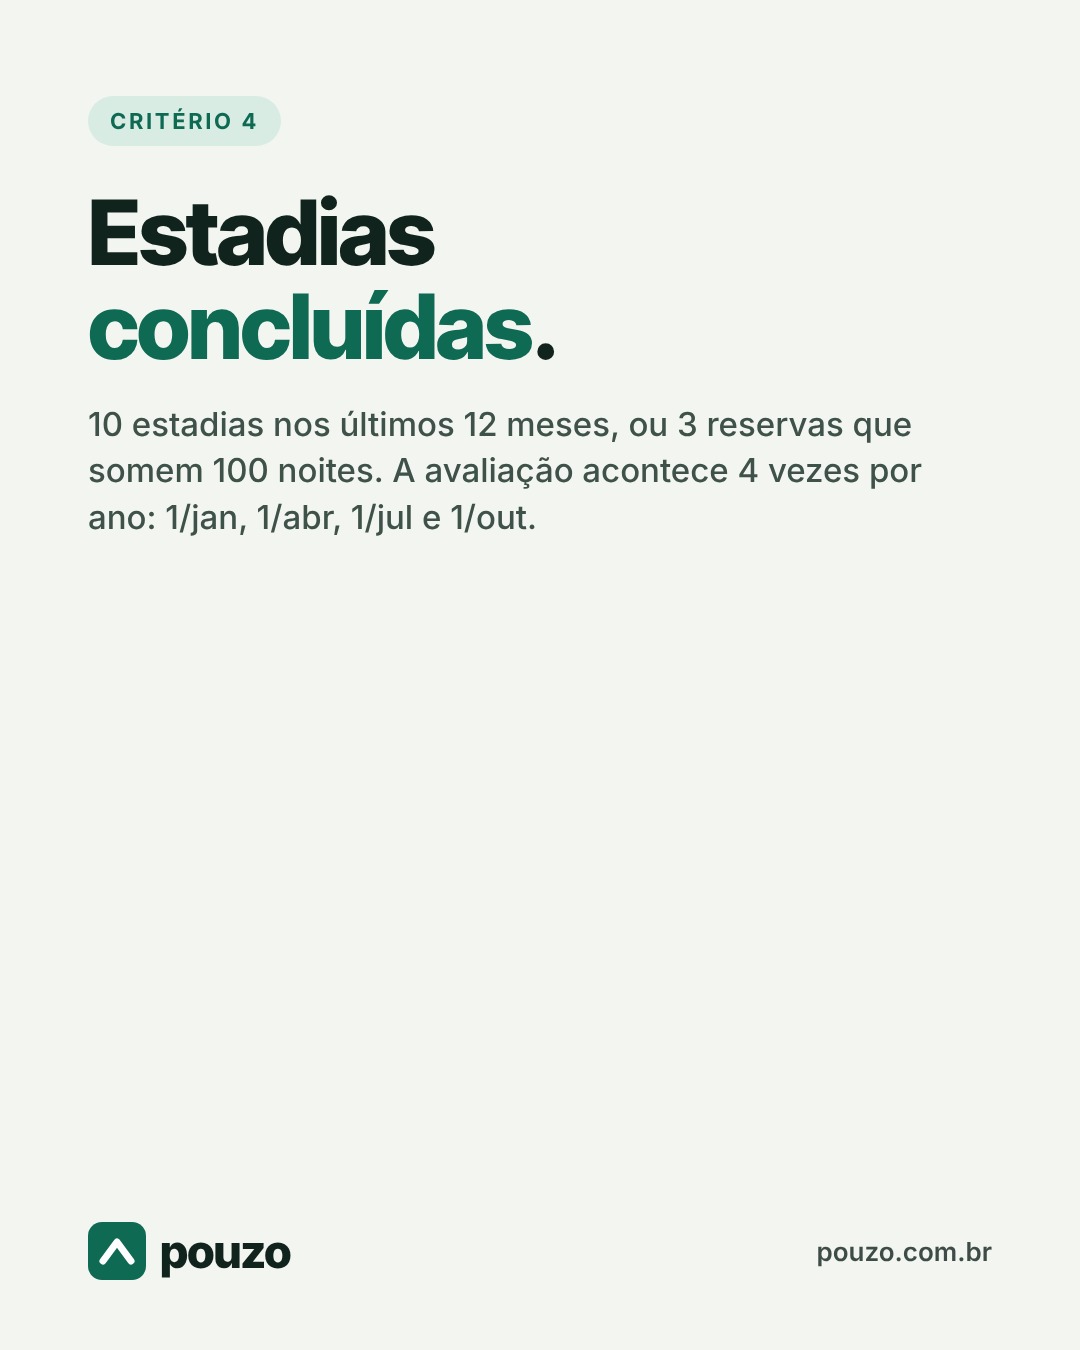 CRITÉRIO 4
Estadias
concluídas.
10 estadias nos últimos 12 meses, ou 3 reservas que
somem 100 noites. A avaliação acontece 4 vezes por
ano: 1/jan, 1/abr, 1/jul e 1/out.
pouzo
pouzo.com.br